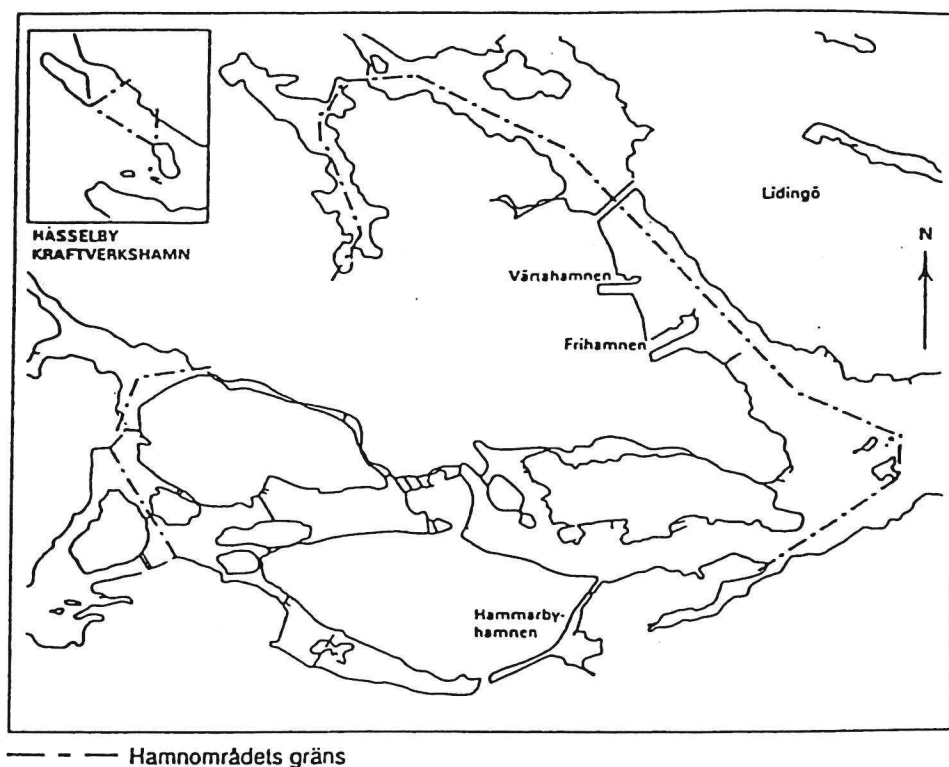 HÄSSELBY
KRAFTVERKSHAMN
Lidingö
N
Värtahamnen
Frihamnen
Hammarby-
hamnen
Hamnområdets gräns